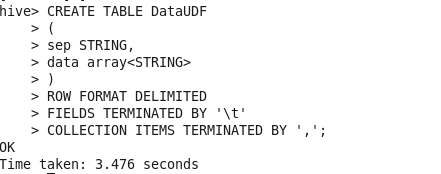 hive> CREATE TABLE DataUDF
    > (
    > sep STRING,
    > data array<STRING>
    > )
    > ROW FORMAT DELIMITED
    > FIELDS TERMINATED BY '\t'
    > COLLECTION ITEMS TERMINATED BY ',';
OK
Time taken: 3.476 seconds